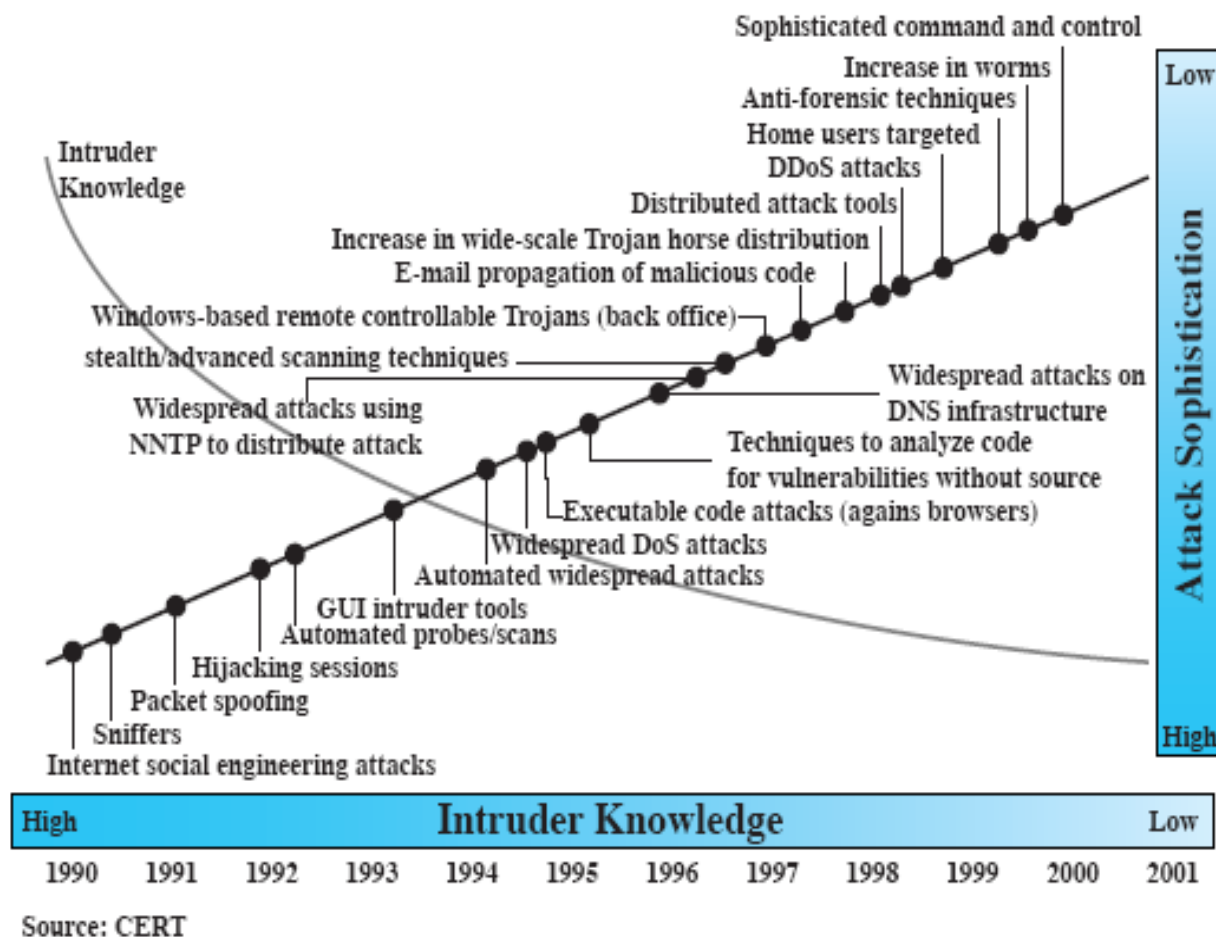 Sophisticated command and control
Increase in worms
Low
Anti-forensic techniques
Home users targeted
Intruder
Knowledge
DDoS attacks
Distributed attack tools
Increase in wide-scale Trojan horse distribution
E-mail propagation of malicious code
Windows-based remote controllable Trojans (back office)
stealth/advanced scanning techniques
Widespread attacks using
NNTP to distribute attack
Widespread attacks on
DNS infrastructure
Techniques to analyze code
for vulnerabilities without source
Executable code attacks (agains browsers)
Widespread DoS attacks
Automated widespread attacks
GUI intruder tools
Automated probes/scans
Hijacking sessions
Packet spoofing
Sniffers
Internet social engineering attacks
Attack Sophistication
High
High Intruder Knowledge Low
1990 1991 1992 1993 1994 1995 1996 1997 1998 1999 2000 2001
Source: CERT